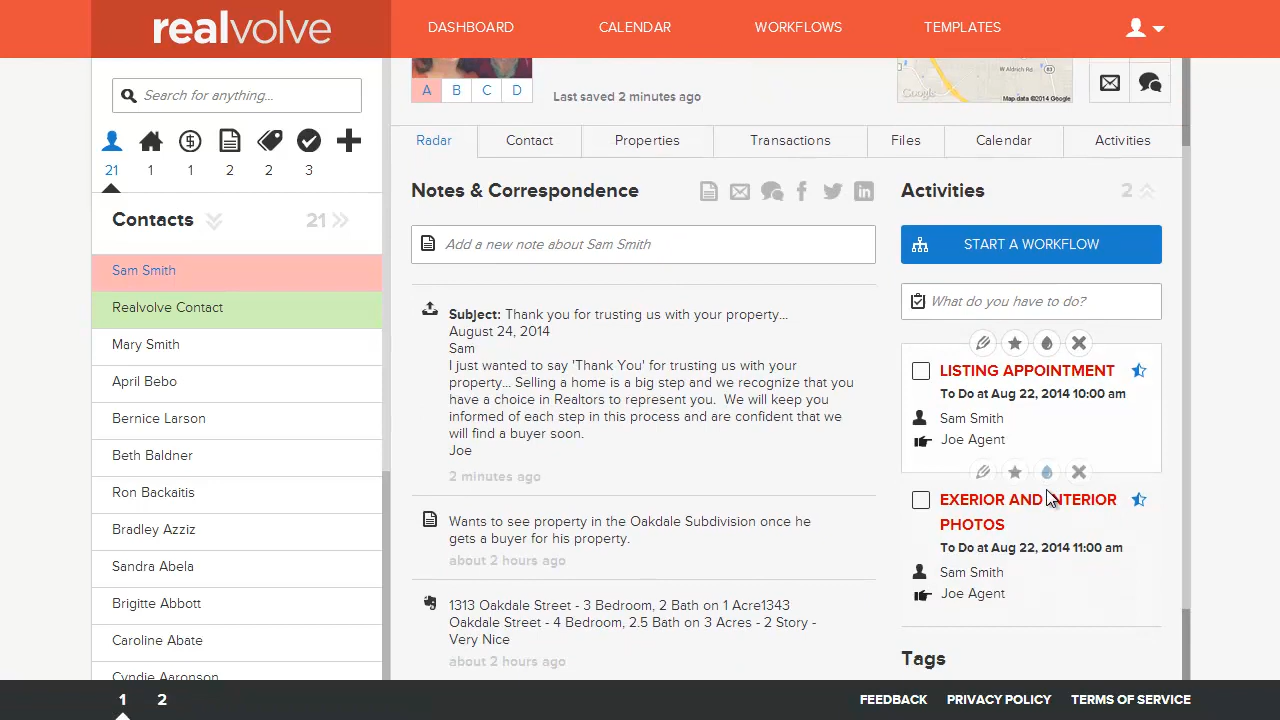 realvolve
DASHBOARD
CALENDAR
WORKFLOWS
TEMPLATES
Search for anything...
21
1
1
2
2
3
Contacts
21
Sam Smith
Realvolve Contact
Mary Smith
April Bebo
Bernice Larson
Beth Baldner
Ron Backaitis
Bradley Azziz
Sandra Abela
Brigitte Abbott
Caroline Abate
Cyndie Aaronson
A B C D
Last saved 2 minutes ago
W Aldrich Rd
Google
Map data ©2014 Google
Radar
Contact
Properties
Transactions
Files
Calendar
Activities
Notes & Correspondence
Add a new note about Sam Smith
Subject: Thank you for trusting us with your property...
August 24, 2014
Sam
I just wanted to say 'Thank You' for trusting us with your
property... Selling a home is a big step and we recognize that you
have a choice in Realtors to represent you. We will keep you
informed of each step in this process and are confident that we
will find a buyer soon.
Joe
2 minutes ago
Wants to see property in the Oakdale Subdivision once he
gets a buyer for his property.
about 2 hours ago
1313 Oakdale Street - 3 Bedroom, 2 Bath on 1 Acre1343
Oakdale Street - 4 Bedroom, 2.5 Bath on 3 Acres - 2 Story -
Very Nice
about 2 hours ago
Activities
2
START A WORKFLOW
What do you have to do?
LISTING APPOINTMENT
To Do at Aug 22, 2014 10:00 am
Sam Smith
Joe Agent
EXERIOR AND INTERIOR
PHOTOS
To Do at Aug 22, 2014 11:00 am
Sam Smith
Joe Agent
Tags
1 2
FEEDBACK
PRIVACY POLICY
TERMS OF SERVICE